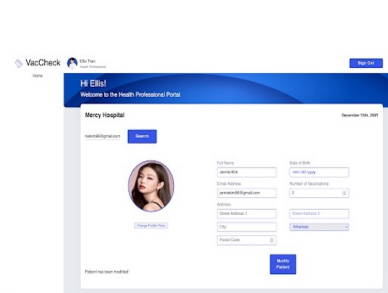 VacCheck
Ellis Tran
Health Professional
Sign Out
Home
Hi Ellis!
Welcome to the Health Professional Portal
Mercy Hospital
December 15th, 2021
Search
Full Name
Date of Birth
Email Address
Number of Vaccinations
Address
Street Address 1
Street Address 2
City
Arkansas
Postal Code
Change Profile Photo
Modify
Patient
Patient has been modified!